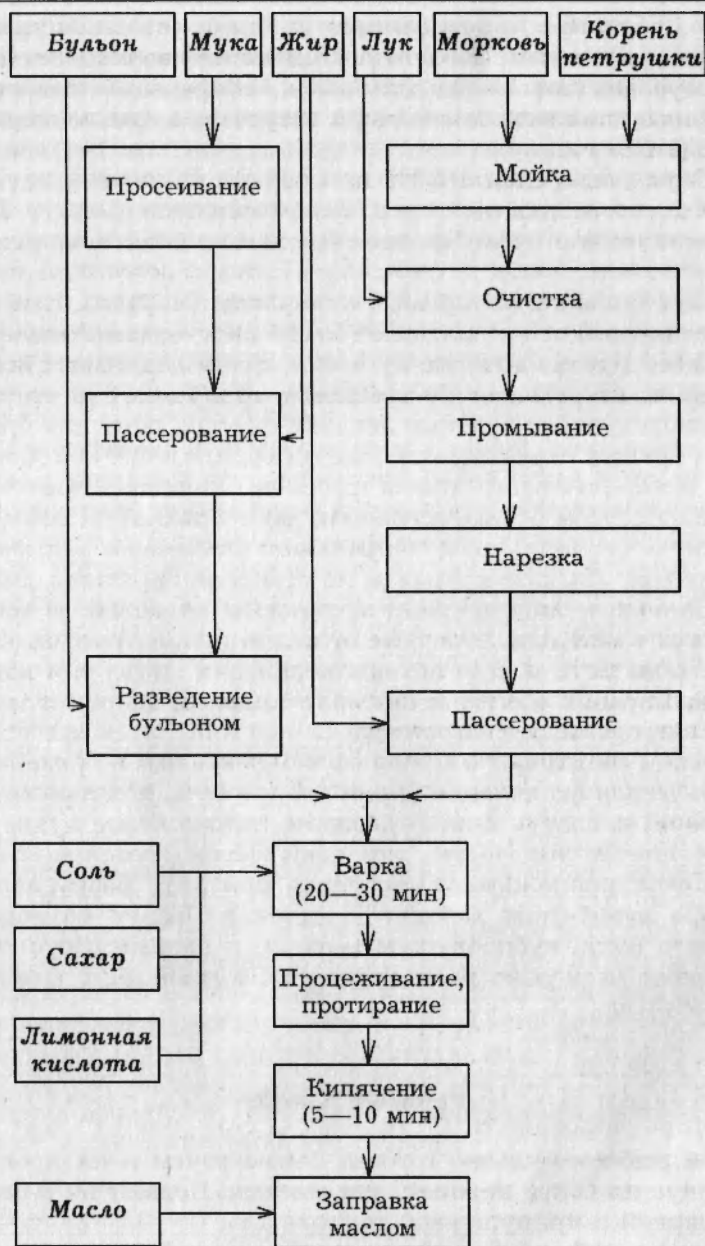 Бульон Мука Жир Лук Морковь Корень
петрушки
Мойка
Просеивание
Очистка
Пассерование Промывание
Нарезка
Разведение
бульоном
Пассерование
Соль
Варка
(20—30 мин)
Сахар
Процеживание,
протирание
Лимонная
кислота
Кипячение
(5—10 мин)
Масло
Заправка
маслом